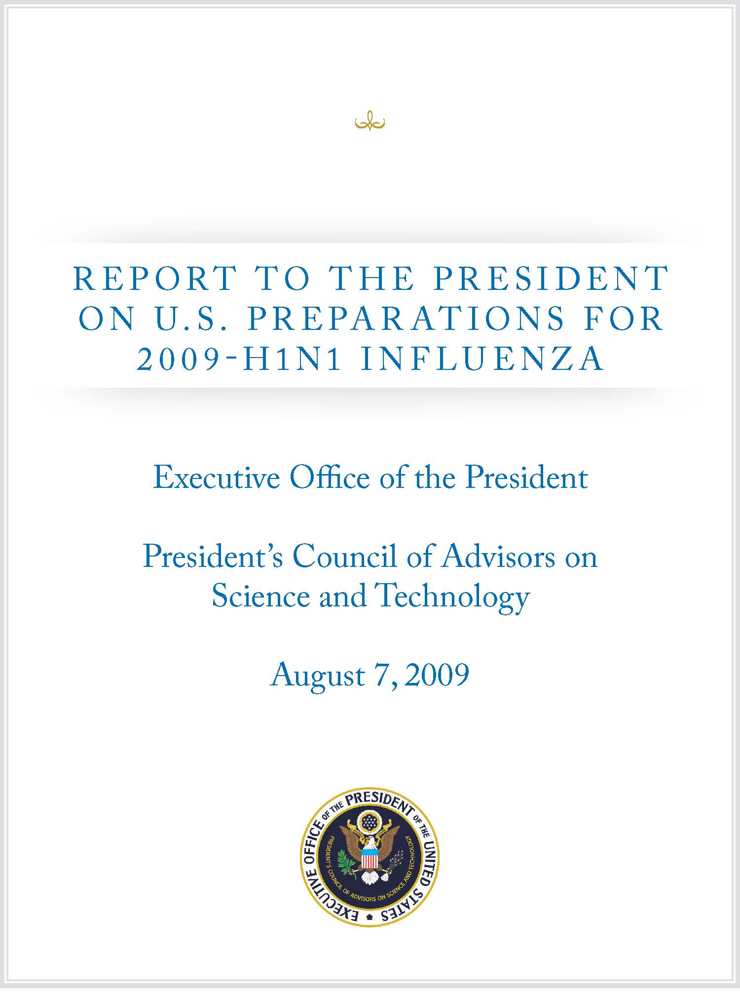 REPORT TO THE PRESIDENT
ON U.S. PREPARATIONS FOR
2009-H1N1 INFLUENZA
Executive Office of the President
President’s Council of Advisors on
Science and Technology
August 7, 2009
EXECUTIVE OFFICE OF THE PRESIDENT OF THE UNITED STATES
PRESIDENT'S COUNCIL OF ADVISORS ON SCIENCE AND TECHNOLOGY